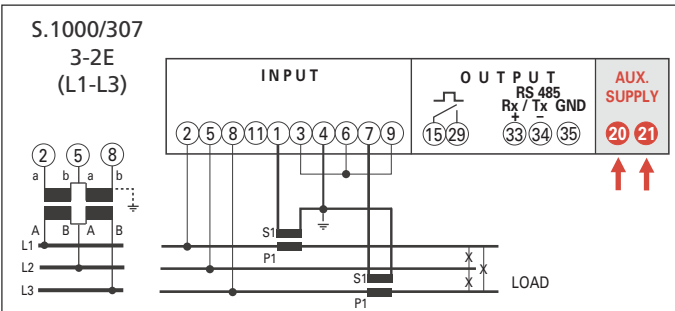 S.1000/307
3-2E
(L1-L3)
INPUT
OUTPUT
RS 485
Rx / Tx GND
+ −
AUX.
SUPPLY
2 5 8 11 1 3 4 6 7 9
15 29 33 34 35
20 21
2 5 8
a b a b
A B A B
L1
L2
L3
S1
P1
S1
P1
X
X
X
LOAD